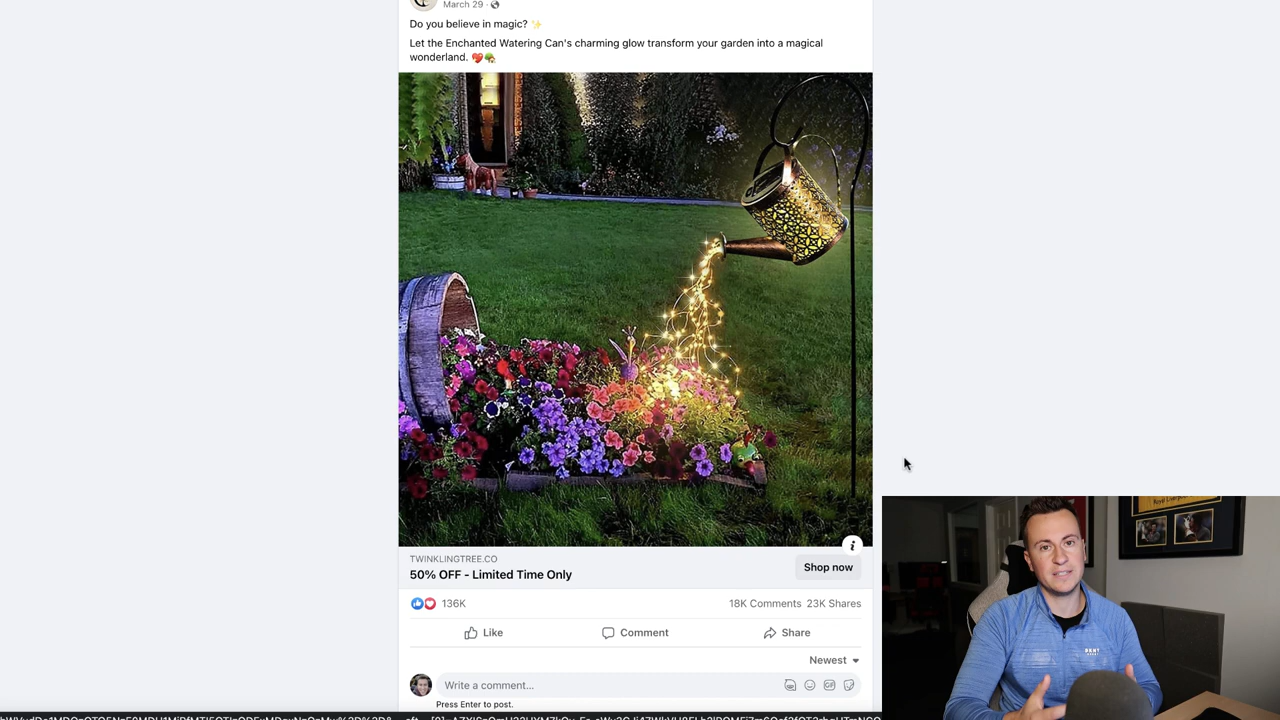 March 29
Do you believe in magic? ✨
Let the Enchanted Watering Can's charming glow transform your garden into a magical
wonderland.
TWINKLINGTREE.CO
50% OFF - Limited Time Only
Shop now
136K
18K Comments 23K Shares
Like
Comment
Share
Newest
Write a comment…
GIF
Press Enter to post.
DENT